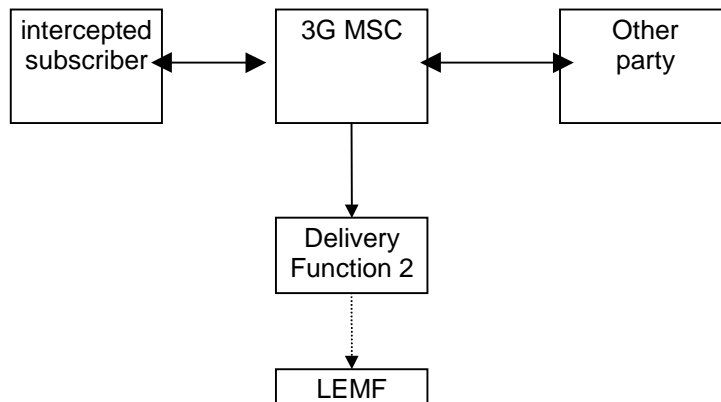 intercepted
subscriber
3G MSC
Other
party
Delivery
Function 2
LEMF